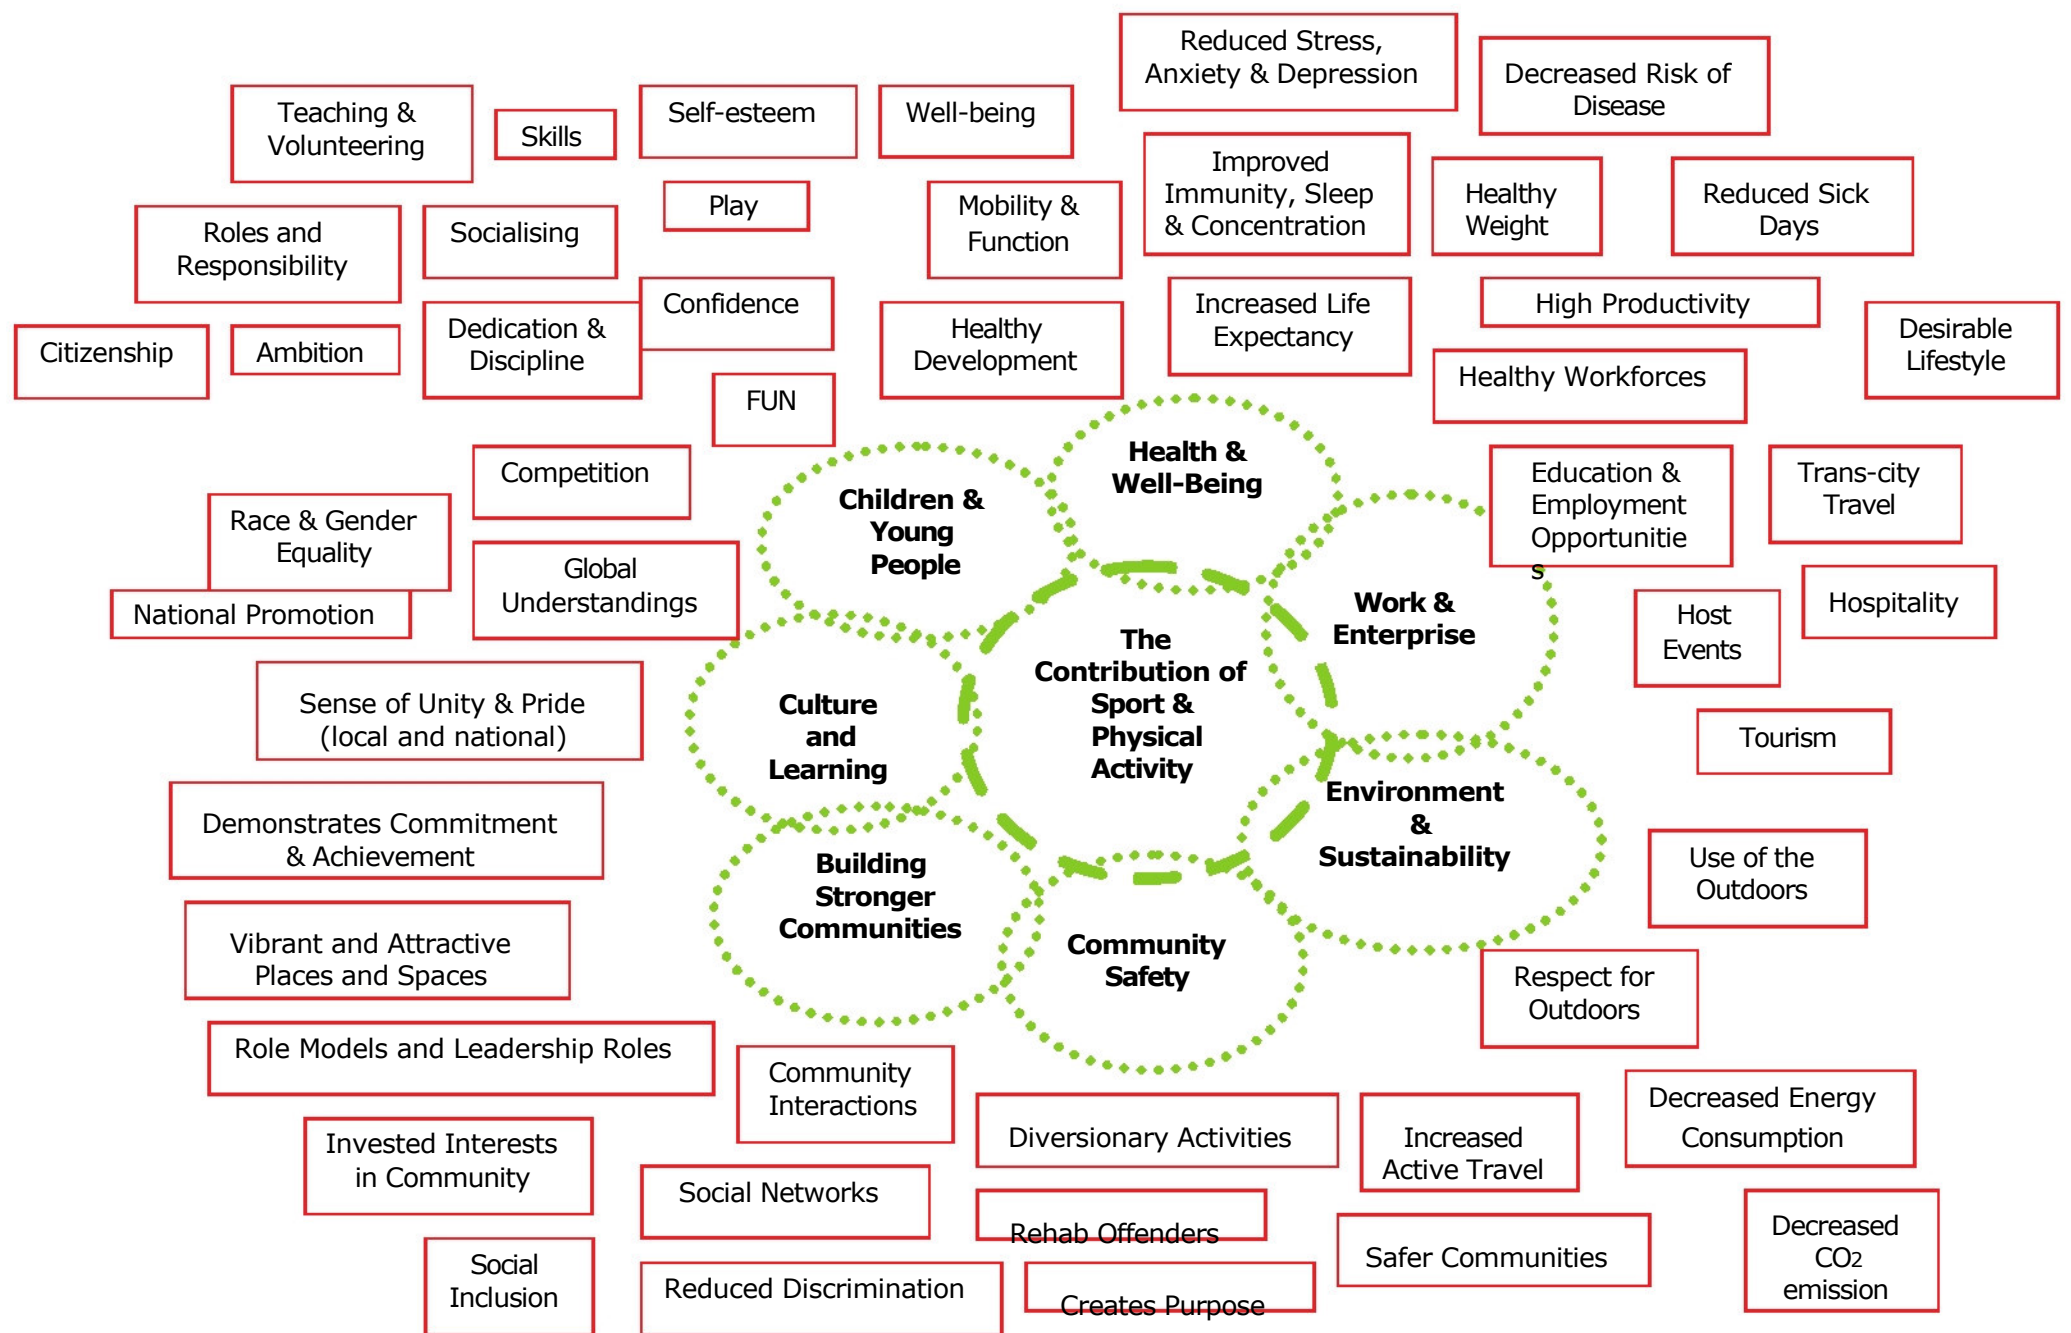 Reduced Stress,
Anxiety & Depression
Decreased Risk of
Disease
Teaching &
Volunteering
Skills
Self-esteem
Well-being
Improved
Immunity, Sleep
& Concentration
Healthy
Weight
Reduced Sick
Days
Play
Mobility &
Function
Roles and
Responsibility
Socialising
Confidence
Increased Life
Expectancy
High Productivity
Citizenship
Ambition
Dedication &
Discipline
Healthy
Development
Desirable
Lifestyle
Healthy Workforces
FUN
Competition
Health &
Well-Being
Education &
Employment
Opportunitie
s
Trans-city
Travel
Children &
Young
People
Race & Gender
Equality
Global
Understandings
National Promotion
Work &
Enterprise
Host
Events
Hospitality
The
Contribution of
Sport &
Physical
Activity
Sense of Unity & Pride
(local and national)
Culture
and
Learning
Tourism
Environment
&
Sustainability
Demonstrates Commitment
& Achievement
Building
Stronger
Communities
Use of the
Outdoors
Vibrant and Attractive
Places and Spaces
Community
Safety
Respect for
Outdoors
Role Models and Leadership Roles
Community
Interactions
Diversionary Activities
Increased
Active Travel
Decreased Energy
Consumption
Invested Interests
in Community
Social Networks
Rehab Offenders
Safer Communities
Decreased
CO2
emission
Social
Inclusion
Reduced Discrimination
Creates Purpose